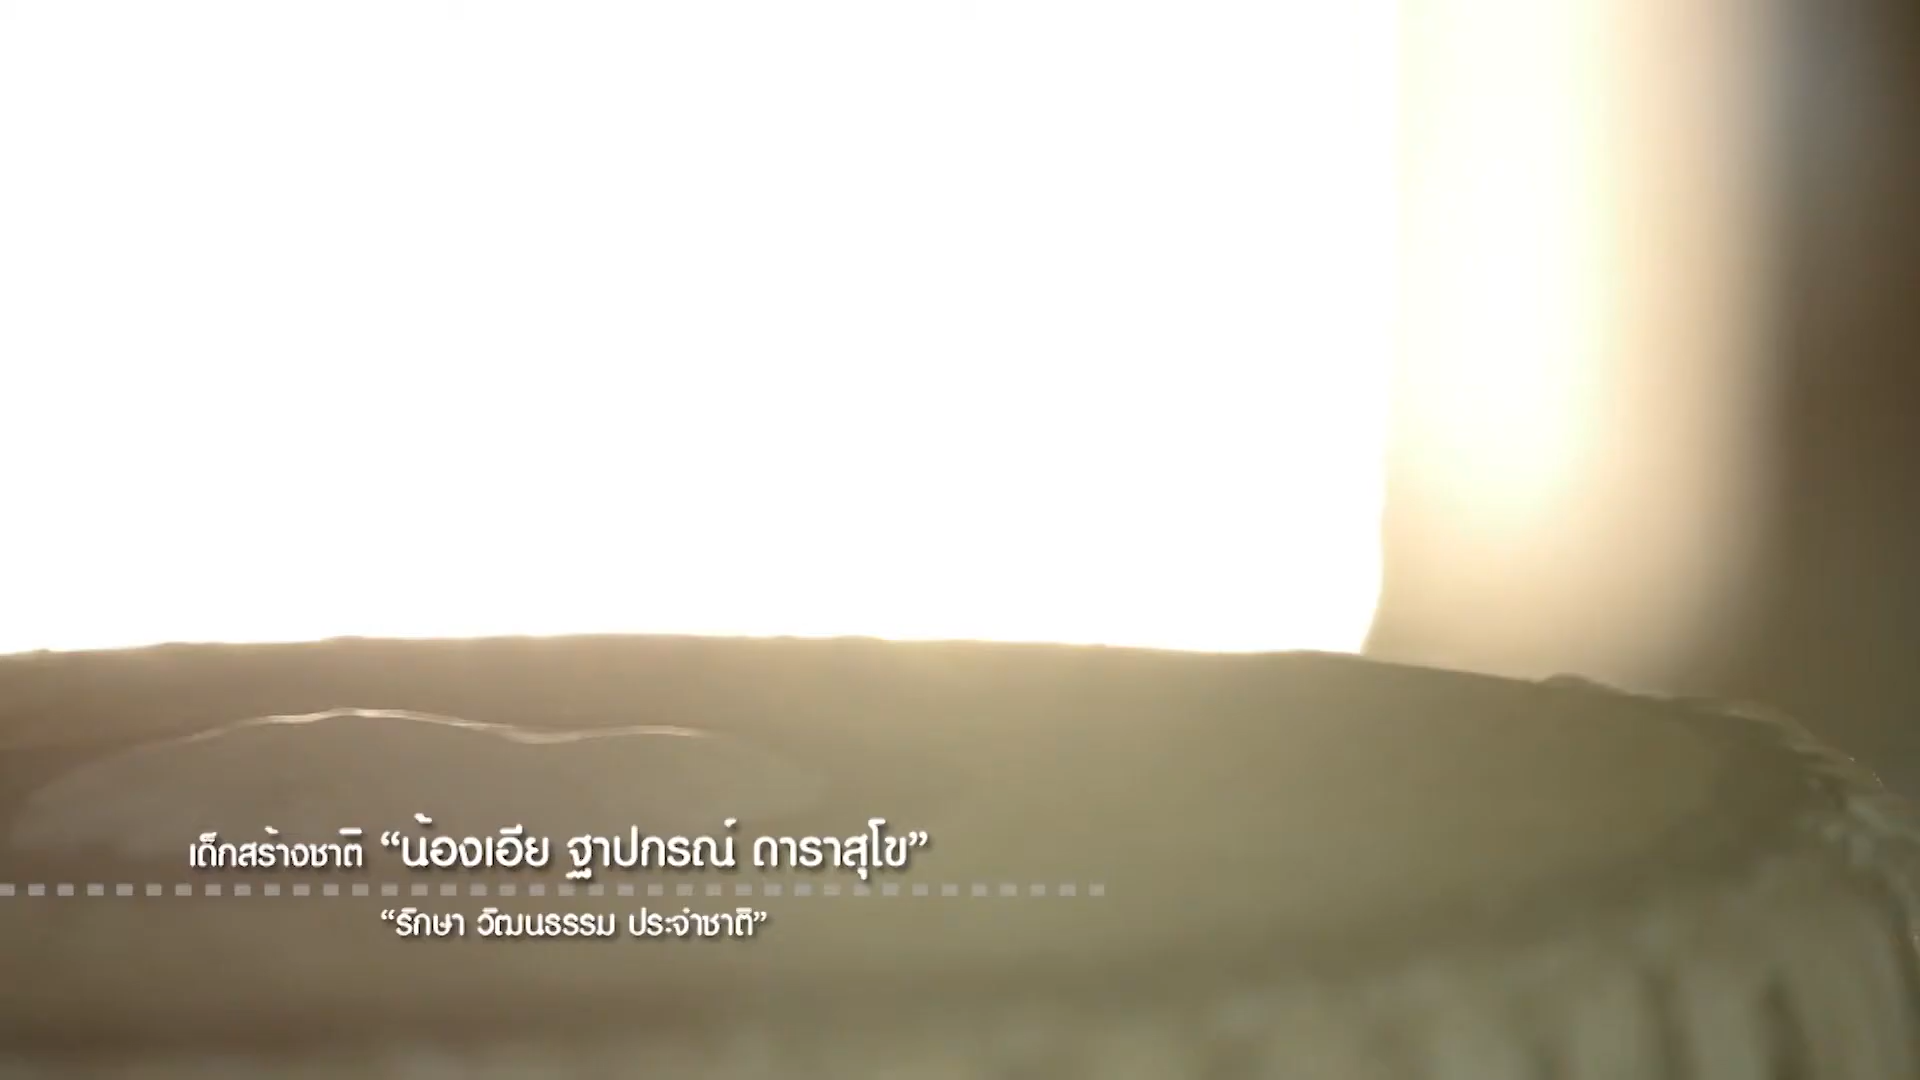 เด็กสร้างชาติ “น้องเอีย ฐาปกรณ์ ดาราสุโข”
“รักษา วัฒนธรรม ประจำชาติ”